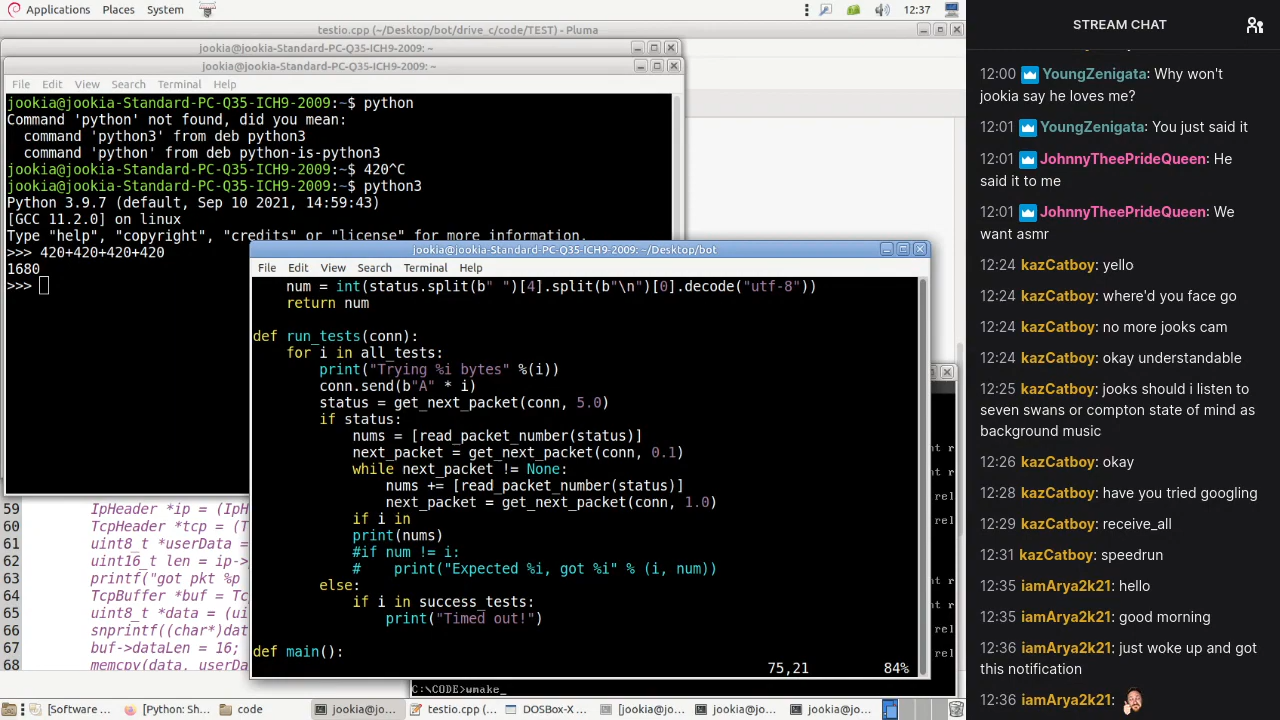 Applications Places System
12:37
testio.cpp (~/Desktop/bot/drive_c/code/TEST) - Pluma
jookia@jookia-Standard-PC-Q35-ICH9-2009: ~
jookia@jookia-Standard-PC-Q35-ICH9-2009: ~
File Edit View Search Terminal Help
jookia@jookia-Standard-PC-Q35-ICH9-2009:~$ python
Command 'python' not found, did you mean:
command 'python3' from deb python3
command 'python' from deb python-is-python3
jookia@jookia-Standard-PC-Q35-ICH9-2009:~$ 420^C
jookia@jookia-Standard-PC-Q35-ICH9-2009:~$ python3
Python 3.9.7 (default, Sep 10 2021, 14:59:43)
[GCC 11.2.0] on linux
Type "help", "copyright", "credits" or "license" for more information.
>>> 420+420+420+420
1680
>>>
jookia@jookia-Standard-PC-Q35-ICH9-2009: ~/Desktop/bot
File Edit View Search Terminal Help
num = int(status.split(b" ")[4].split(b"\n")[0].decode("utf-8"))
return num
def run_tests(conn):
for i in all_tests:
print("Trying %i bytes" %(i))
conn.send(b"A" * i)
status = get_next_packet(conn, 5.0)
if status:
nums = [read_packet_number(status)]
next_packet = get_next_packet(conn, 0.1)
while next_packet != None:
nums += [read_packet_number(status)]
next_packet = get_next_packet(conn, 1.0)
if i in
print(nums)
#if num != i:
# print("Expected %i, got %i" % (i, num))
else:
if i in success_tests:
print("Timed out!")
def main():
75,21 84%
59 IpHeader *ip = (IpH
60 TcpHeader *tcp = (T
61 uint8_t *userData =
62 uint16_t len = ip->
63 printf("got pkt %p
64 TcpBuffer *buf = Tc
65 uint8_t *data = (ui
66 snprintf((char*)dat
67 buf->dataLen = 16;
68 memcpy(data, userDa
nt r
nt r
rel
rel
nt r
rel
rel
C:\CODE>wmake_
[Software ... [Python: Sh... code jookia@jo... testio.cpp (... DOSBox-X ... [jookia@jo... jookia@jo... jookia@jo...
STREAM CHAT
12:00 YoungZenigata: Why won't
jookia say he loves me?
12:01 YoungZenigata: You just said it
12:01 JohnnyTheePrideQueen: He
said it to me
12:01 JohnnyTheePrideQueen: We
want asmr
12:24 kazCatboy: yello
12:24 kazCatboy: where'd you face go
12:24 kazCatboy: no more jooks cam
12:24 kazCatboy: okay understandable
12:25 kazCatboy: jooks should i listen to
seven swans or compton state of mind as
background music
12:26 kazCatboy: okay
12:28 kazCatboy: have you tried googling
12:29 kazCatboy: receive_all
12:31 kazCatboy: speedrun
12:35 iamArya2k21: hello
12:35 iamArya2k21: good morning
12:36 iamArya2k21: just woke up and got
this notification
12:36 iamArya2k21: